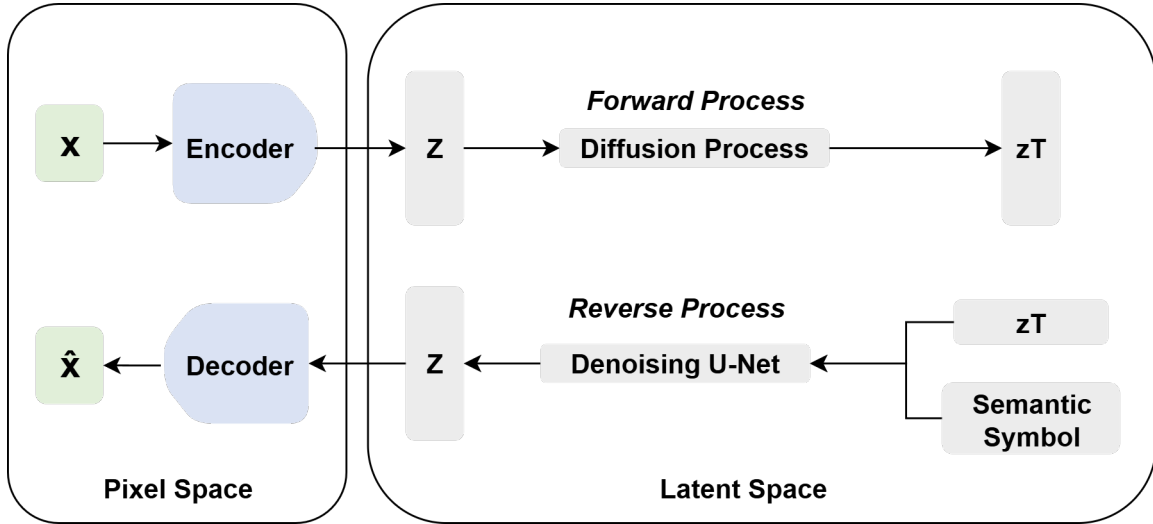 Forward Process
x
Encoder
Z
Diffusion Process
zT
Reverse Process
x̂
Decoder
Z
Denoising U-Net
zT
Semantic
Symbol
Pixel Space
Latent Space